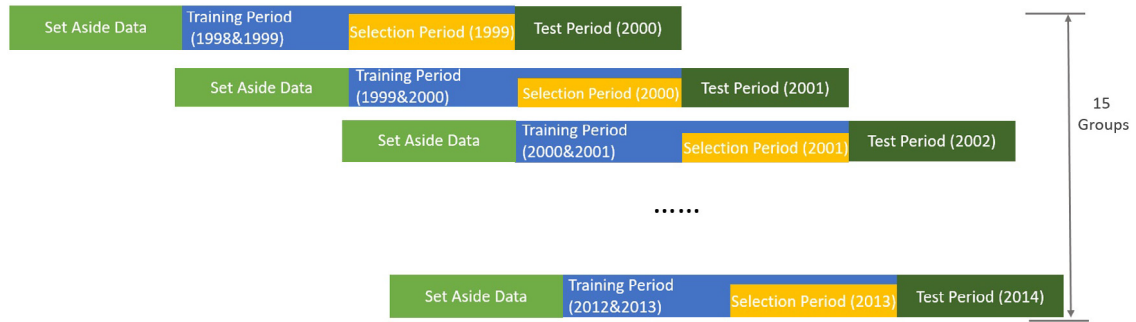 Set Aside Data
Training Period
(1998&1999)
Selection Period (1999)
Test Period (2000)
Set Aside Data
Training Period
(1999&2000)
Selection Period (2000)
Test Period (2001)
Set Aside Data
Training Period
(2000&2001)
Selection Period (2001)
Test Period (2002)
15
Groups
......
Set Aside Data
Training Period
(2012&2013)
Selection Period (2013)
Test Period (2014)